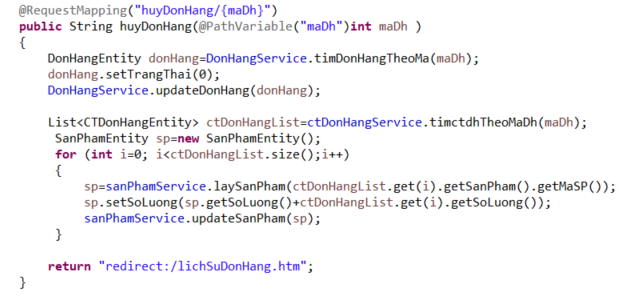 @RequestMapping("huyDonHang/{maDh}")
public String huyDonHang(@PathVariable("maDh")int maDh )
{
DonHangEntity donHang=DonHangService.timDonHangTheoMa(maDh);
donHang.setTrangThai(0);
DonHangService.updateDonHang(donHang);
List<CTDonHangEntity> ctDonHangList=ctDonHangService.timctdhTheoMaDh(maDh);
SanPhamEntity sp=new SanPhamEntity();
for (int i=0; i<ctDonHangList.size();i++)
{
sp=sanPhamService.laySanPham(ctDonHangList.get(i).getSanPham().getMaSP());
sp.setSoLuong(sp.getSoLuong()+ctDonHangList.get(i).getSoLuong());
sanPhamService.updateSanPham(sp);
}
return "redirect:/lichSuDonHang.htm";
}